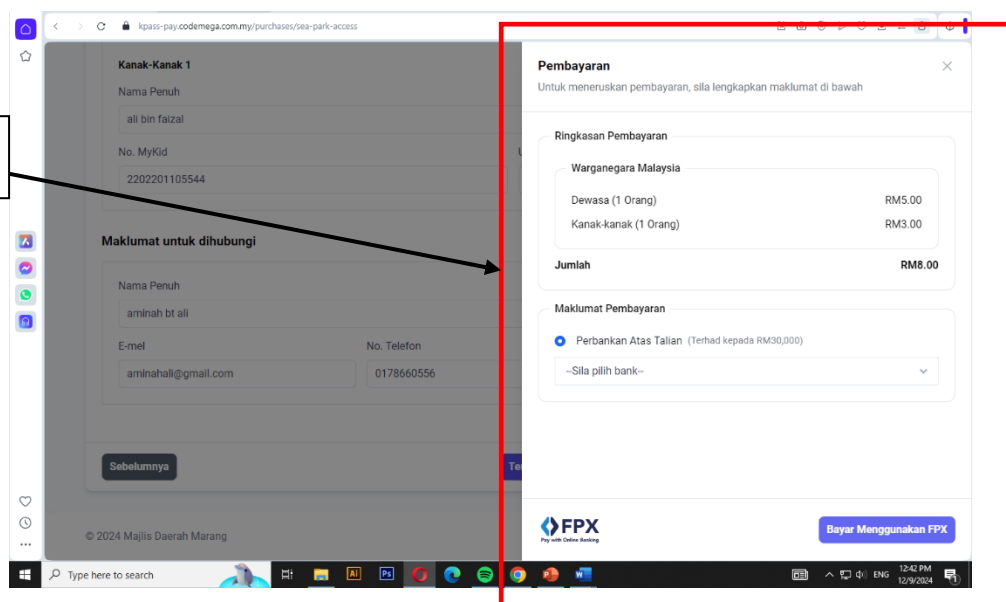 kpass-pay.codemega.com.my/purchases/sea-park-access
Kanak-Kanak 1
Nama Penuh
ali bin faizal
No. MyKid
2202201105544
Maklumat untuk dihubungi
Nama Penuh
aminah bt ali
E-mel
No. Telefon
aminahali@gmail.com
0178660556
Sebelumnya
© 2024 Majlis Daerah Marang
Pembayaran
Untuk meneruskan pembayaran, sila lengkapkan maklumat di bawah
Ringkasan Pembayaran
Warganegara Malaysia
Dewasa (1 Orang) RM5.00
Kanak-kanak (1 Orang) RM3.00
Jumlah RM8.00
Maklumat Pembayaran
Perbankan Atas Talian (Terhad kepada RM30,000)
--Sila pilih bank--
FPX
Pay with Online Banking
Bayar Menggunakan FPX
Type here to search
Ai
Ps
ENG
12:42 PM
12/9/2024